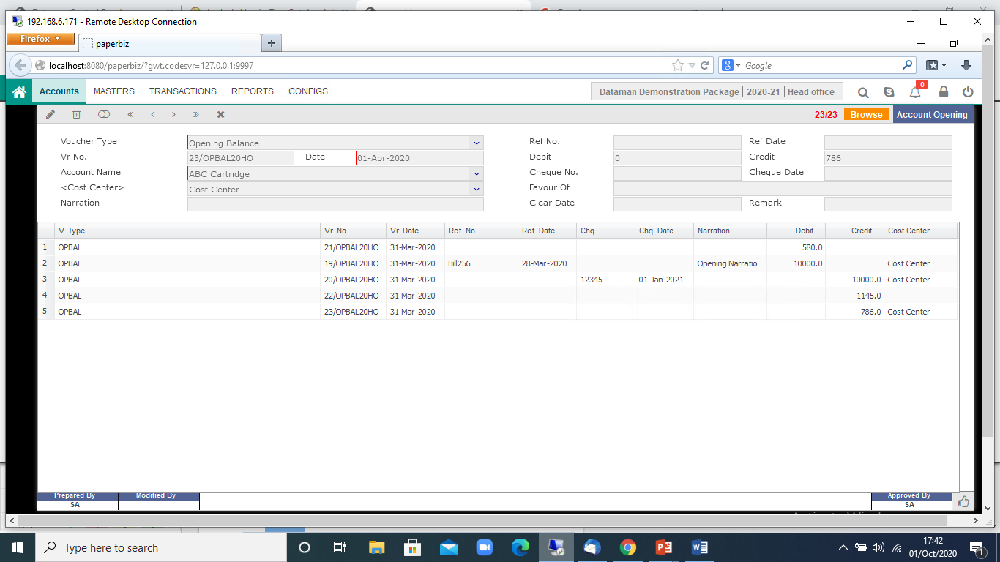 192.168.6.171 - Remote Desktop Connection
Firefox
paperbiz
localhost:8080/paperbiz/?gwt.codesvr=127.0.0.1:9997
Google
Accounts MASTERS TRANSACTIONS REPORTS CONFIGS
Dataman Demonstration Package | 2020-21 | Head office
0
23/23 Browse Account Opening
Voucher Type Opening Balance Ref No. Ref Date
Vr No. 23/OPBAL20HO Date 01-Apr-2020 Debit 0 Credit 786
Account Name ABC Cartridge Cheque No. Cheque Date
<Cost Center> Cost Center Favour Of
Narration Clear Date Remark
V. Type Vr. No. Vr. Date Ref. No. Ref. Date Chq. Chq. Date Narration Debit Credit Cost Center
1 OPBAL 21/OPBAL20HO 31-Mar-2020 580.0
2 OPBAL 19/OPBAL20HO 31-Mar-2020 Bill256 28-Mar-2020 Opening Narratio... 10000.0 Cost Center
3 OPBAL 20/OPBAL20HO 31-Mar-2020 12345 01-Jan-2021 10000.0 Cost Center
4 OPBAL 22/OPBAL20HO 31-Mar-2020 1145.0
5 OPBAL 23/OPBAL20HO 31-Mar-2020 786.0 Cost Center
Prepared By Modified By Approved By
SA SA
Type here to search
17:42
01/Oct/2020
1